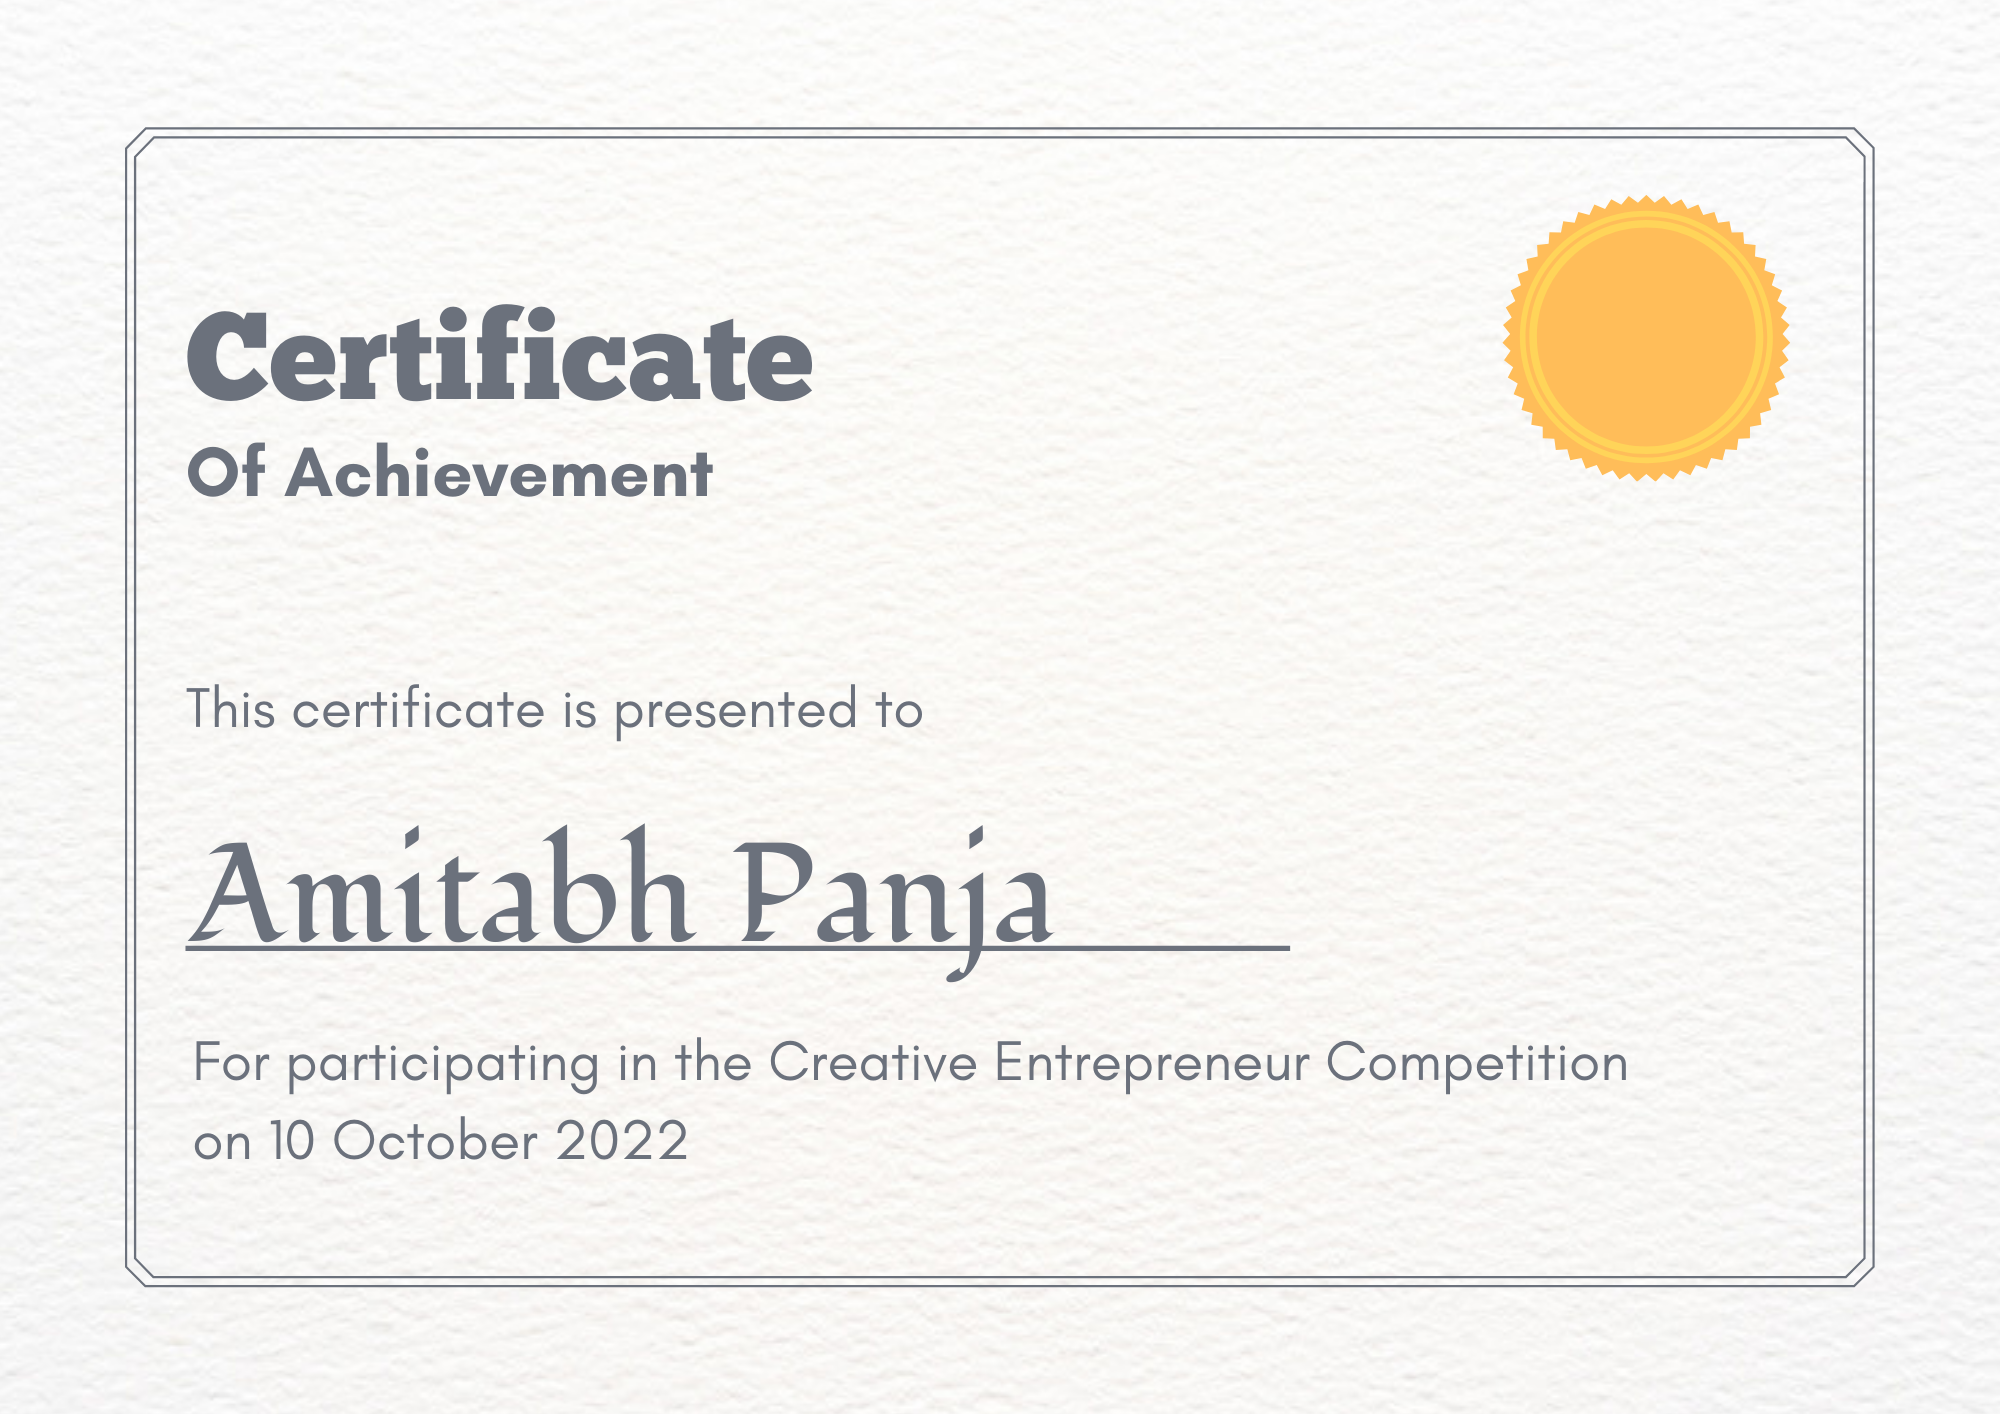 Certificate
Of Achievement
This certificate is presented to
Amitabh Panja
For participating in the Creative Entrepreneur Competition
on 10 October 2022